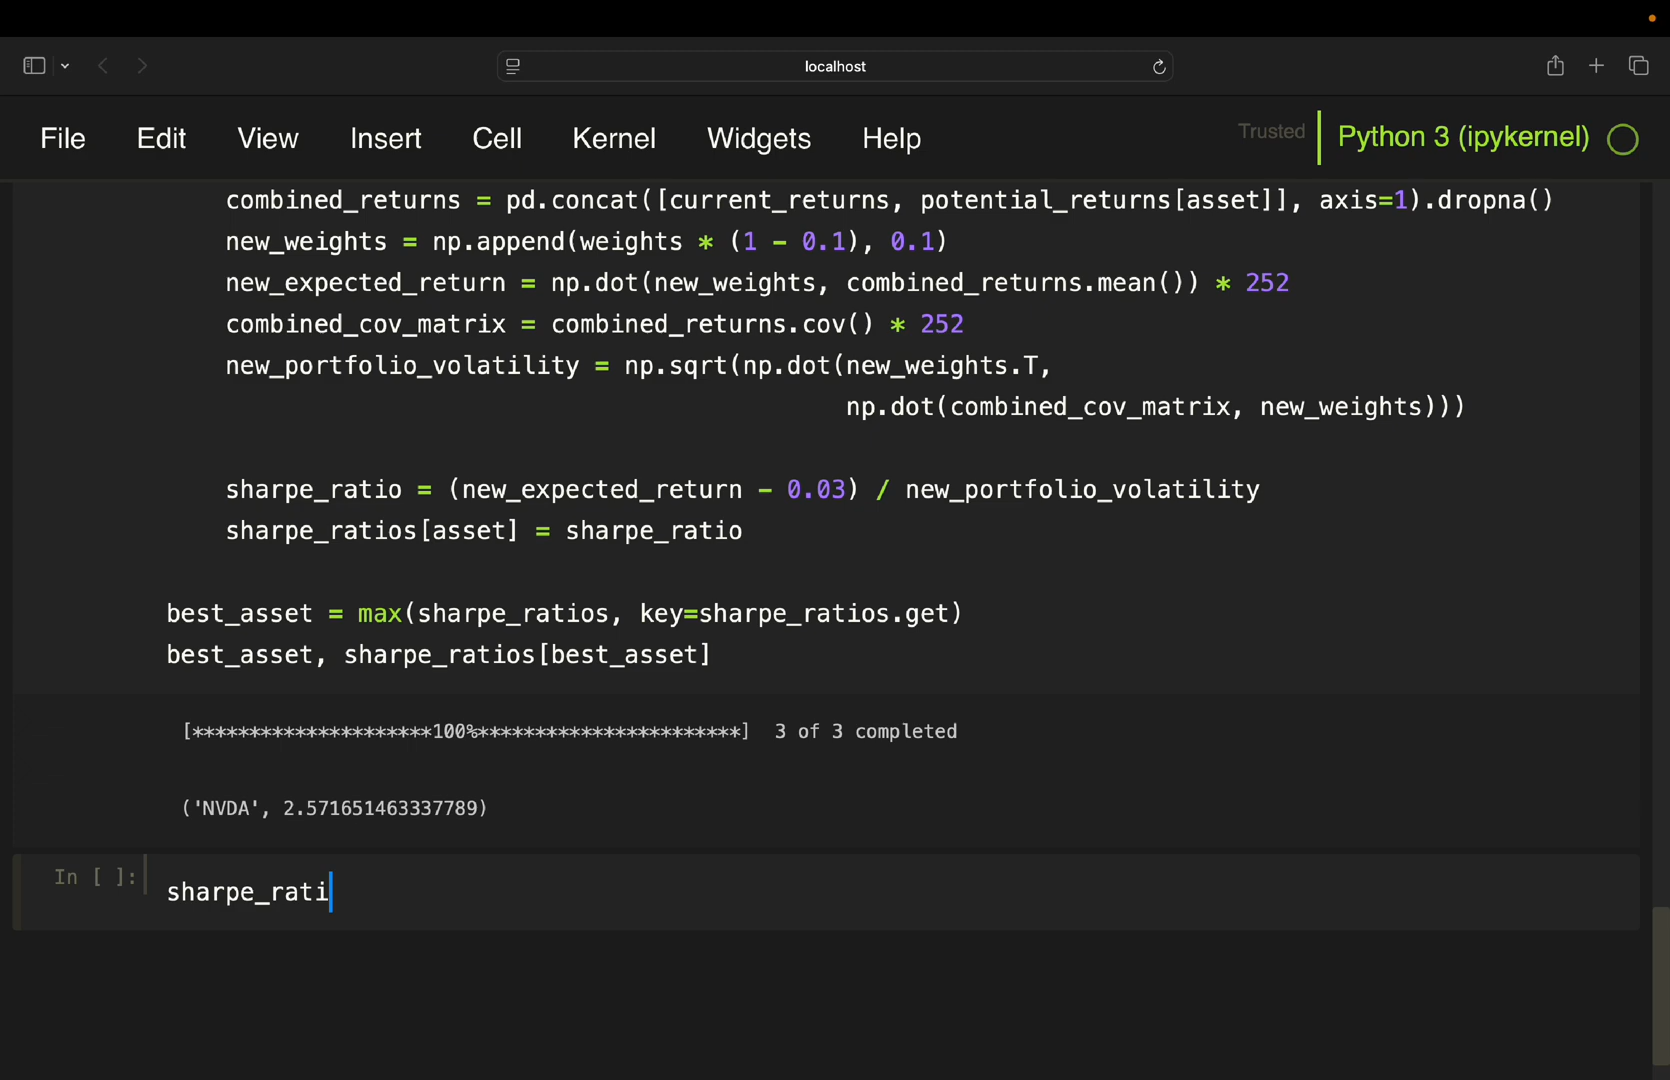 localhost
File Edit View Insert Cell Kernel Widgets Help Trusted Python 3 (ipykernel)
combined_returns = pd.concat([current_returns, potential_returns[asset]], axis=1).dropna()
new_weights = np.append(weights * (1 - 0.1), 0.1)
new_expected_return = np.dot(new_weights, combined_returns.mean()) * 252
combined_cov_matrix = combined_returns.cov() * 252
new_portfolio_volatility = np.sqrt(np.dot(new_weights.T,
np.dot(combined_cov_matrix, new_weights)))
sharpe_ratio = (new_expected_return - 0.03) / new_portfolio_volatility
sharpe_ratios[asset] = sharpe_ratio
best_asset = max(sharpe_ratios, key=sharpe_ratios.get)
best_asset, sharpe_ratios[best_asset]
[*********************100%***********************] 3 of 3 completed
('NVDA', 2.571651463337789)
In [ ]: sharpe_rati